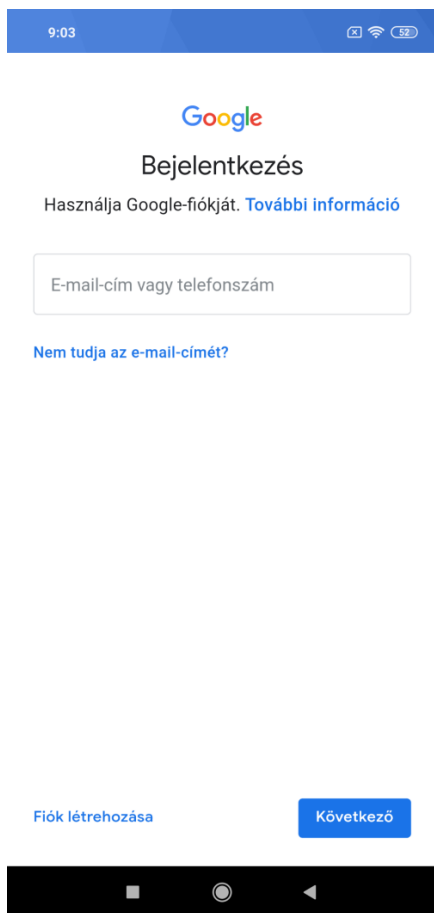 9:03
52
Google
Bejelentkezés
Használja Google-fiókját. További információ
E-mail-cím vagy telefonszám
Nem tudja az e-mail-címét?
Fiók létrehozása
Következő